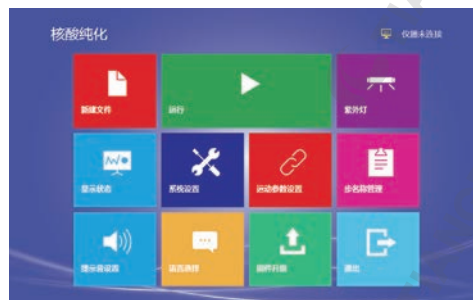 核酸纯化
仪器未连接
新建文件
运行
紫外灯
显示状态
系统设置
运动参数设置
步名称管理
提示音设置
语言选择
固件升级
退出